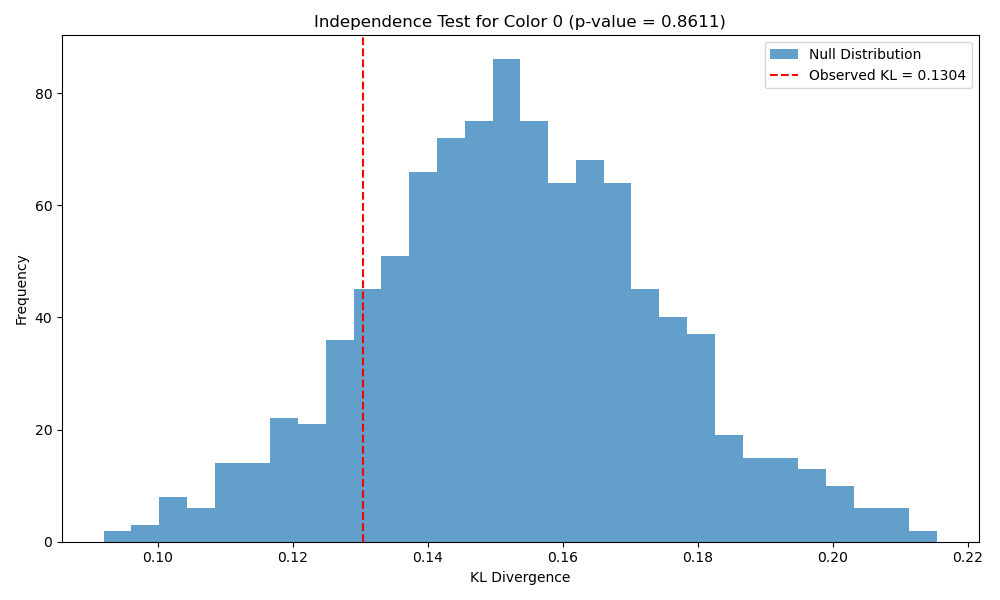 Independence Test for Color 0 (p-value = 0.8611)
Null Distribution
Observed KL = 0.1304
Frequency
80
60
40
20
0
0.10 0.12 0.14 0.16 0.18 0.20 0.22
KL Divergence